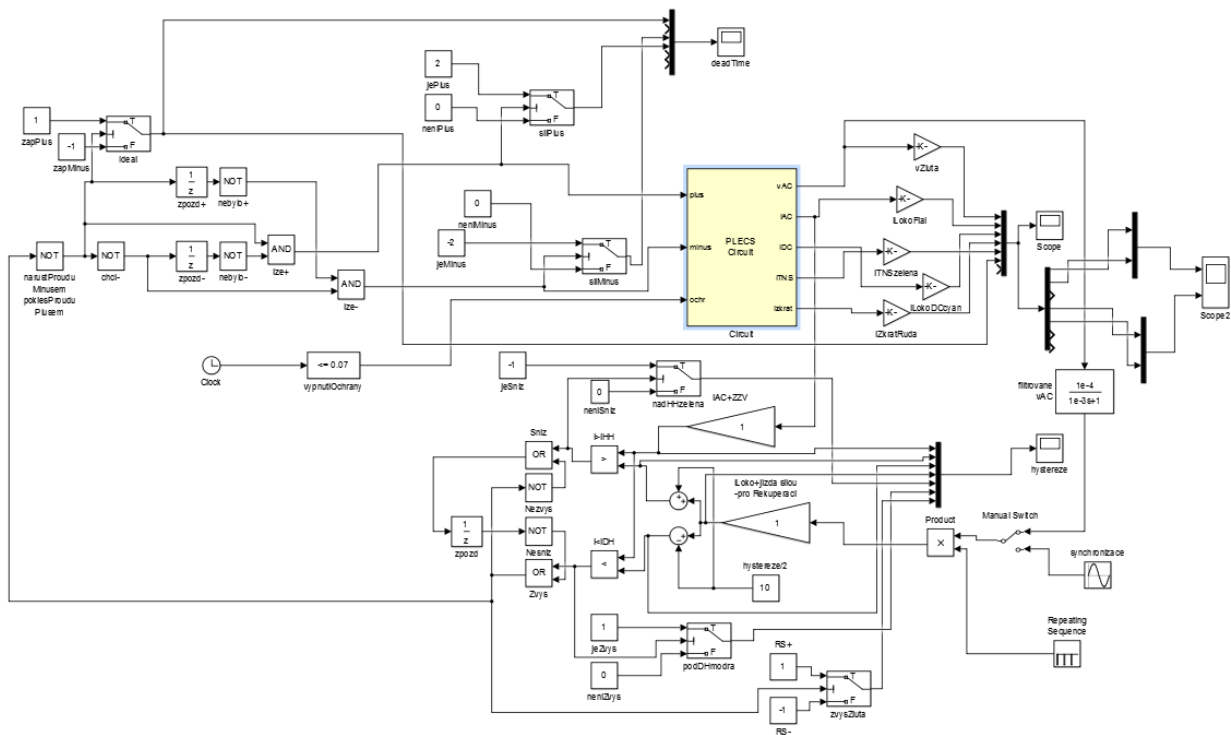 deadTime
2
jePlus
0
neniPlus
T
F
silPlus
1
zapPlus
-1
zapMinus
T
F
Ideal
1
z
zpozd+
NOT
nebylo+
AND
lze+
NOT
narustProudu
Minusem
poklesProudu
Plusem
NOT
chci-
1
z
zpozd-
NOT
nebylo-
AND
lze-
0
neniMinus
-2
jeMinus
T
F
silMinus
plus
minus
ochr
PLECS
Circuit
vAC
IAC
IDC
ITNS
Izkrat
Circuit
-K-
vZluta
-K-
ILokoFial
-K-
ITNSzelena
-K-
ILokoDCcyan
-K-
IZkratRuda
Scope
Scope2
Clock
<= 0.07
vypnutiOchrany
-1
jeSniz
0
neniSniz
T
F
nadHHzelena
IAC+ZZV
1
filtrovane
vAC
1e-4
1e-3s+1
Sniz
OR
NOT
Nezvys
I>IHH
>
1
z
zpozd
NOT
Nesniz
OR
Zvys
I<IDH
<
ILoko+jizda silou
-pro Rekuperaci
1
hystereze/2
10
hystereze
Product
×
Manual Switch
synchronizace
Repeating
Sequence
1
jeZvys
0
neniZvys
T
F
podDHmodra
RS+
1
-1
RS-
T
F
zvysZluta